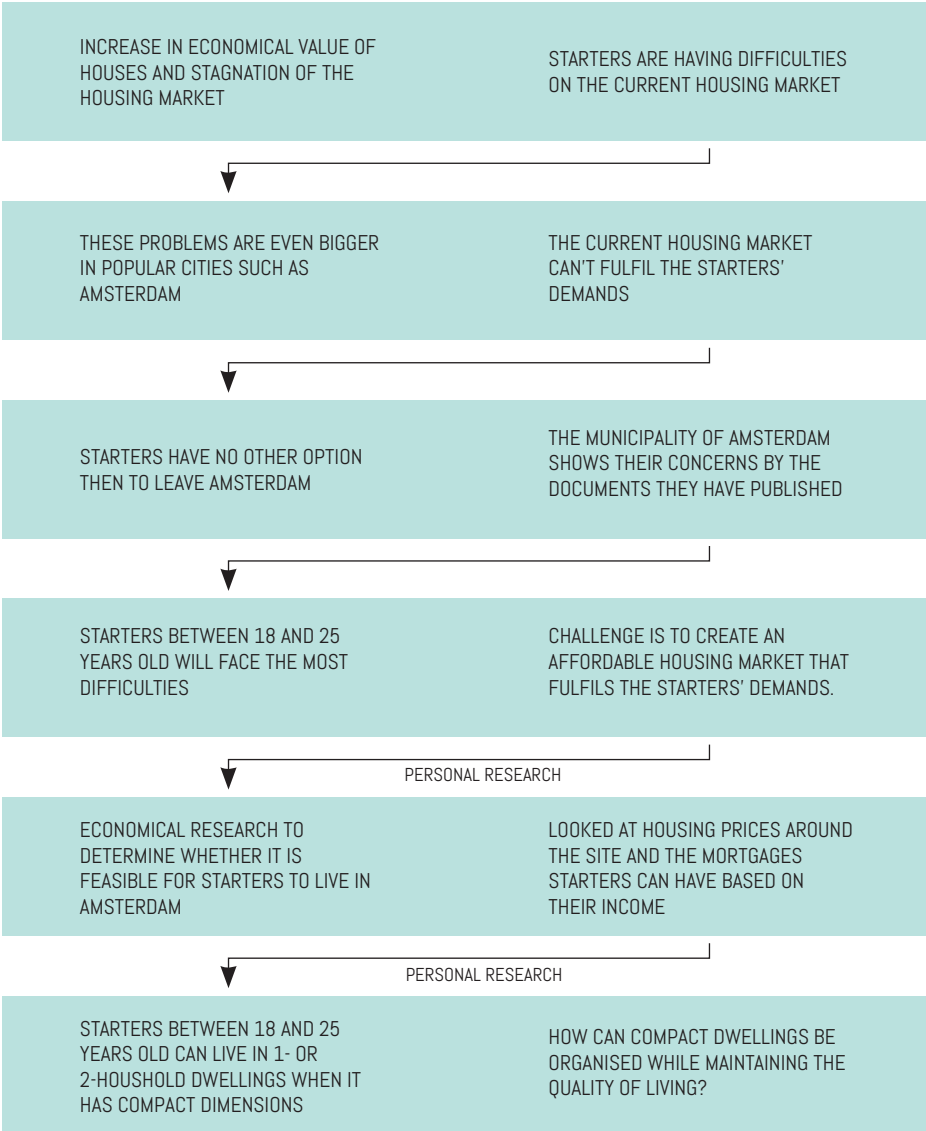 INCREASE IN ECONOMICAL VALUE OF
HOUSES AND STAGNATION OF THE
HOUSING MARKET
STARTERS ARE HAVING DIFFICULTIES
ON THE CURRENT HOUSING MARKET
THESE PROBLEMS ARE EVEN BIGGER
IN POPULAR CITIES SUCH AS
AMSTERDAM
THE CURRENT HOUSING MARKET
CAN'T FULFIL THE STARTERS'
DEMANDS
STARTERS HAVE NO OTHER OPTION
THEN TO LEAVE AMSTERDAM
THE MUNICIPALITY OF AMSTERDAM
SHOWS THEIR CONCERNS BY THE
DOCUMENTS THEY HAVE PUBLISHED
STARTERS BETWEEN 18 AND 25
YEARS OLD WILL FACE THE MOST
DIFFICULTIES
CHALLENGE IS TO CREATE AN
AFFORDABLE HOUSING MARKET THAT
FULFILS THE STARTERS' DEMANDS.
PERSONAL RESEARCH
ECONOMICAL RESEARCH TO
DETERMINE WHETHER IT IS
FEASIBLE FOR STARTERS TO LIVE IN
AMSTERDAM
LOOKED AT HOUSING PRICES AROUND
THE SITE AND THE MORTGAGES
STARTERS CAN HAVE BASED ON
THEIR INCOME
PERSONAL RESEARCH
STARTERS BETWEEN 18 AND 25
YEARS OLD CAN LIVE IN 1- OR
2-HOUSHOLD DWELLINGS WHEN IT
HAS COMPACT DIMENSIONS
HOW CAN COMPACT DWELLINGS BE
ORGANISED WHILE MAINTAINING THE
QUALITY OF LIVING?